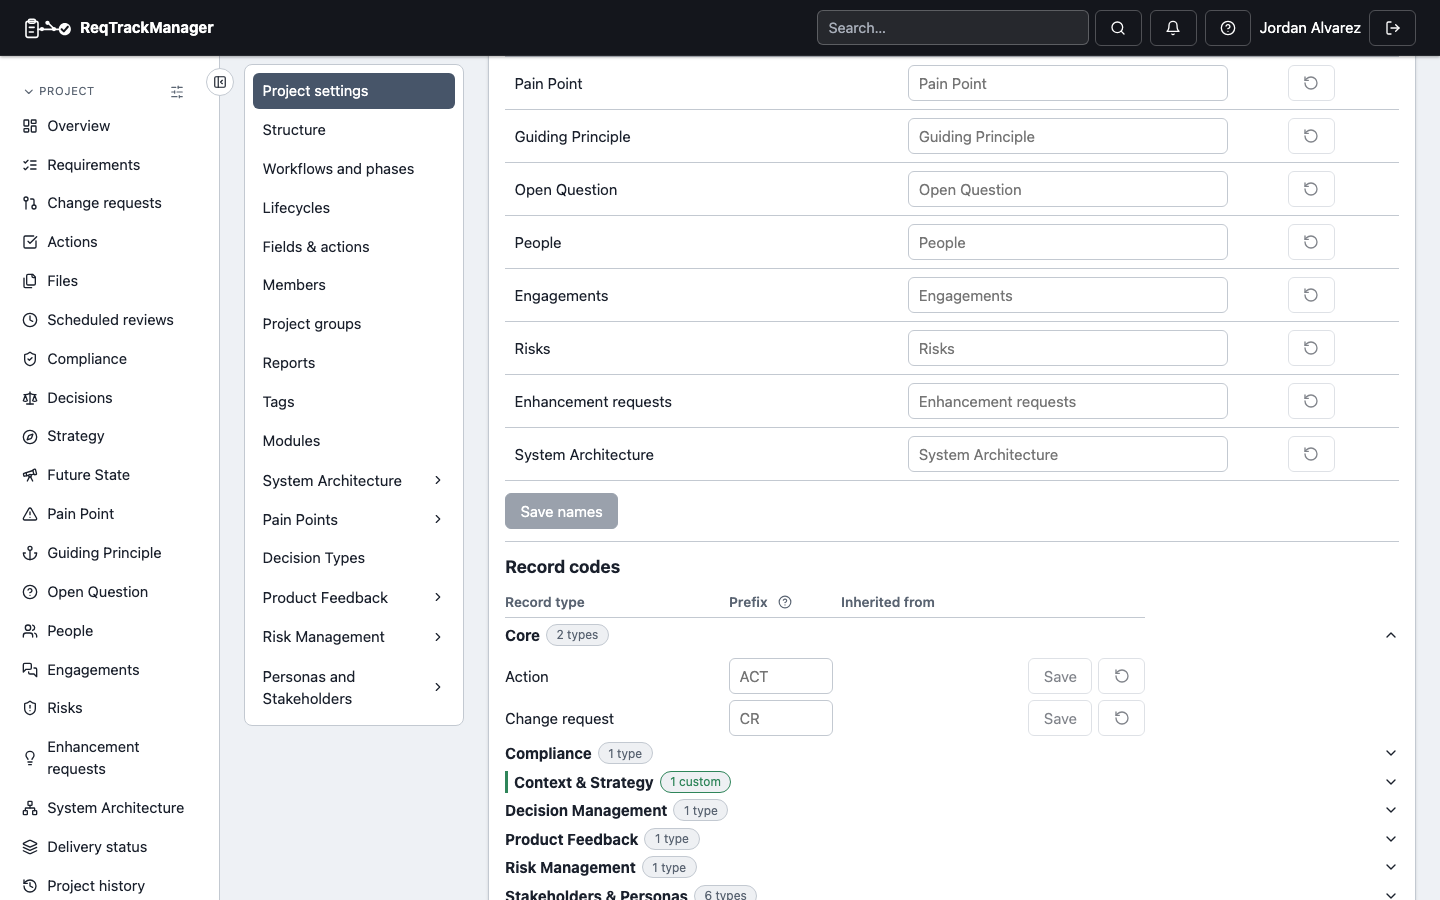 ReqTrackManager
Search...
Jordan Alvarez
PROJECT
Overview
Requirements
Change requests
Actions
Files
Scheduled reviews
Compliance
Decisions
Strategy
Future State
Pain Point
Guiding Principle
Open Question
People
Engagements
Risks
Enhancement
requests
System Architecture
Delivery status
Project history
Project settings
Structure
Workflows and phases
Lifecycles
Fields & actions
Members
Project groups
Reports
Tags
Modules
System Architecture
Pain Points
Decision Types
Product Feedback
Risk Management
Personas and
Stakeholders
Pain Point Pain Point
Guiding Principle Guiding Principle
Open Question Open Question
People People
Engagements Engagements
Risks Risks
Enhancement requests Enhancement requests
System Architecture System Architecture
Save names
Record codes
Record type Prefix Inherited from
Core 2 types
Action ACT Save
Change request CR Save
Compliance 1 type
Context & Strategy 1 custom
Decision Management 1 type
Product Feedback 1 type
Risk Management 1 type
Stakeholders & Personas 6 types